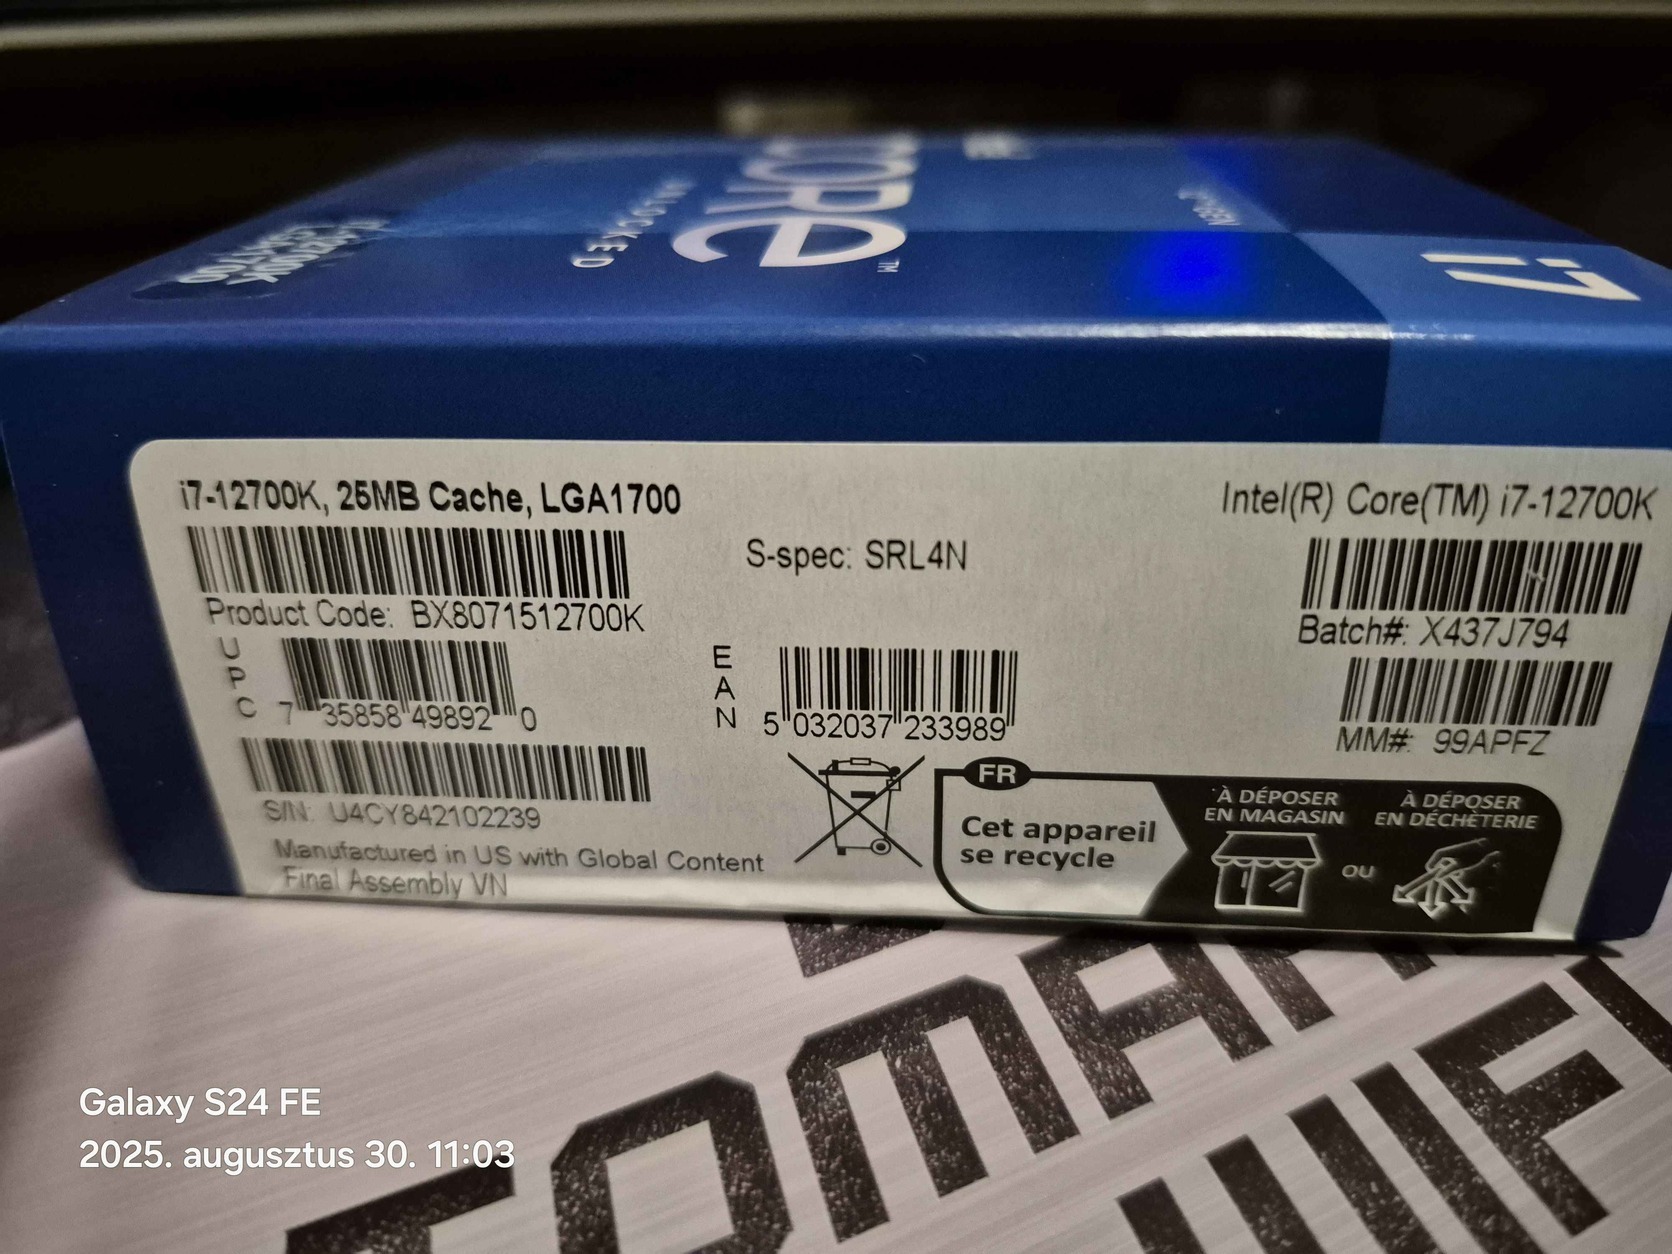 CORE
UNLOCKED
i7
i7-12700K, 25MB Cache, LGA1700
Product Code: BX8071512700K
UPC
7 35858 49892 0
S/N: U4CY842102239
Manufactured in US with Global Content
Final Assembly VN
S-spec: SRL4N
EAN
5 032037 233989
Intel(R) Core(TM) i7-12700K
Batch#: X437J794
MM#: 99APFZ
FR
Cet appareil
se recycle
À DÉPOSER
EN MAGASIN
OU
À DÉPOSER
EN DÉCHÈTERIE
Galaxy S24 FE
2025. augusztus 30. 11:03